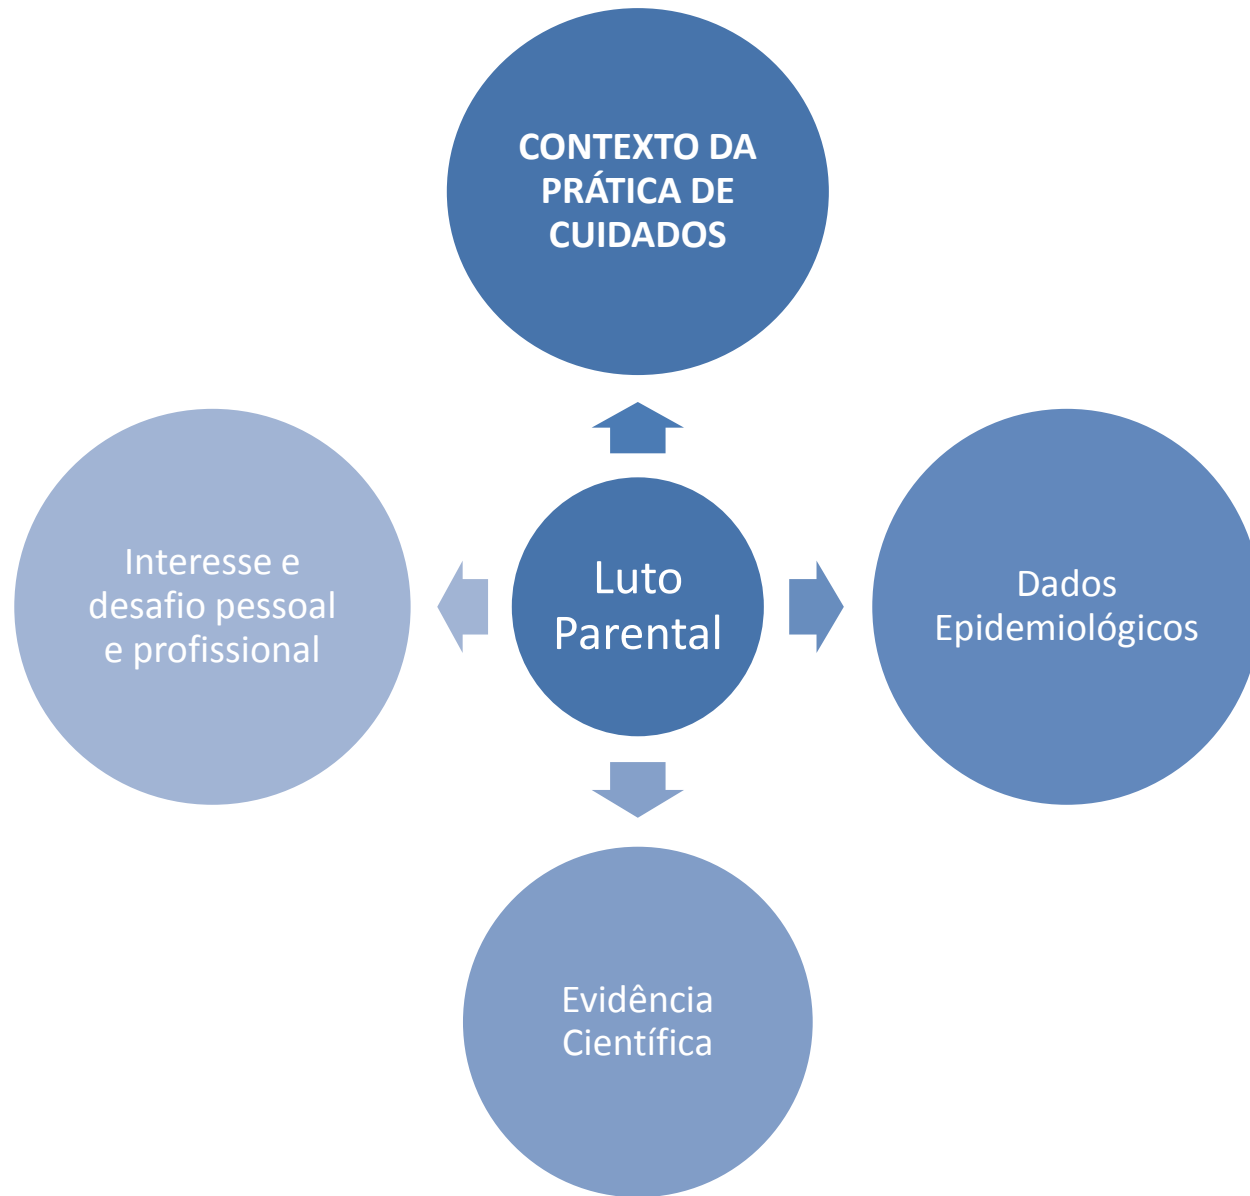 CONTEXTO DA
PRÁTICA DE
CUIDADOS
Interesse e
desafio pessoal
e profissional
Luto
Parental
Dados
Epidemiológicos
Evidência
Científica